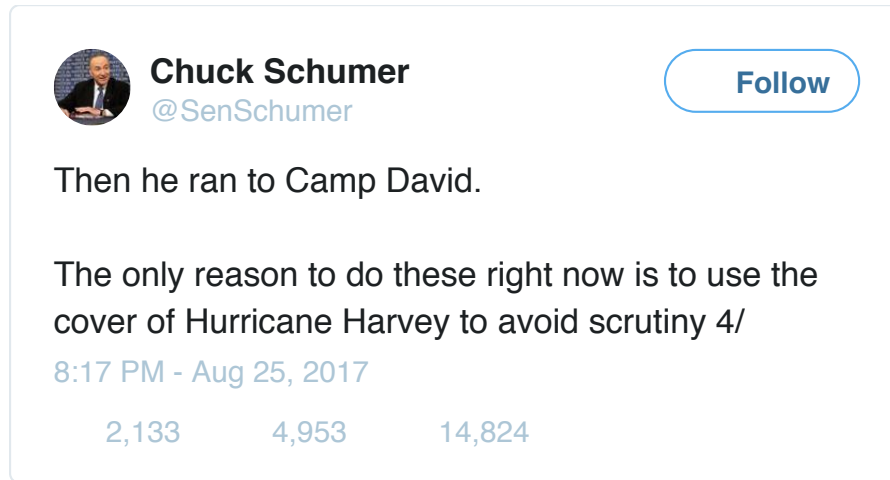 Chuck Schumer
@SenSchumer
Follow
Then he ran to Camp David.
The only reason to do these right now is to use the
cover of Hurricane Harvey to avoid scrutiny 4/
8:17 PM - Aug 25, 2017
2,133 4,953 14,824